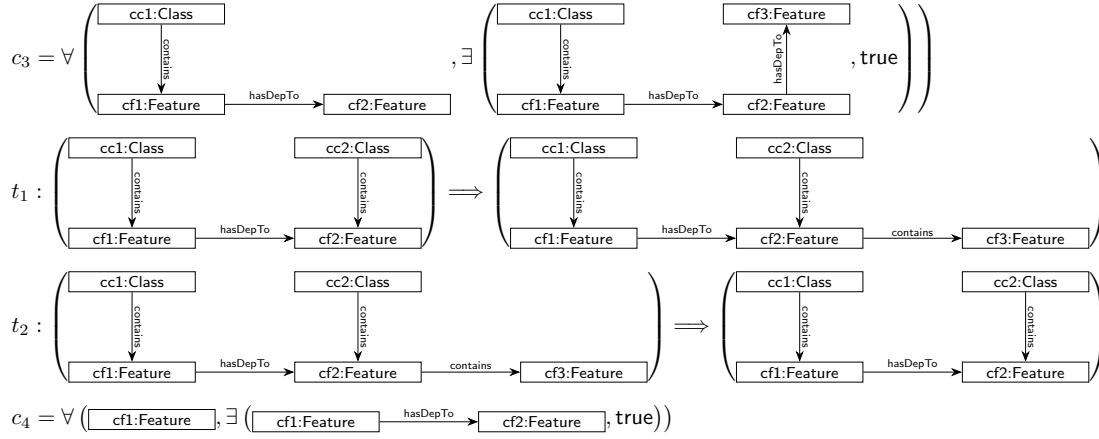 cc1:Class cc1:Class cf3:Feature
c₃ = ∀ ( contains , ∃ ( contains hasDepTo , true ) )
cf1:Feature hasDepTo cf2:Feature cf1:Feature hasDepTo cf2:Feature
cc1:Class cc2:Class cc1:Class cc2:Class
t₁ : ( contains contains ) ⟹ ( contains contains )
cf1:Feature hasDepTo cf2:Feature cf1:Feature hasDepTo cf2:Feature contains cf3:Feature
cc1:Class cc2:Class cc1:Class cc2:Class
t₂ : ( contains contains ) ⟹ ( contains contains )
cf1:Feature hasDepTo cf2:Feature contains cf3:Feature cf1:Feature hasDepTo cf2:Feature
c₄ = ∀ ( cf1:Feature , ∃ ( cf1:Feature hasDepTo cf2:Feature , true ) )